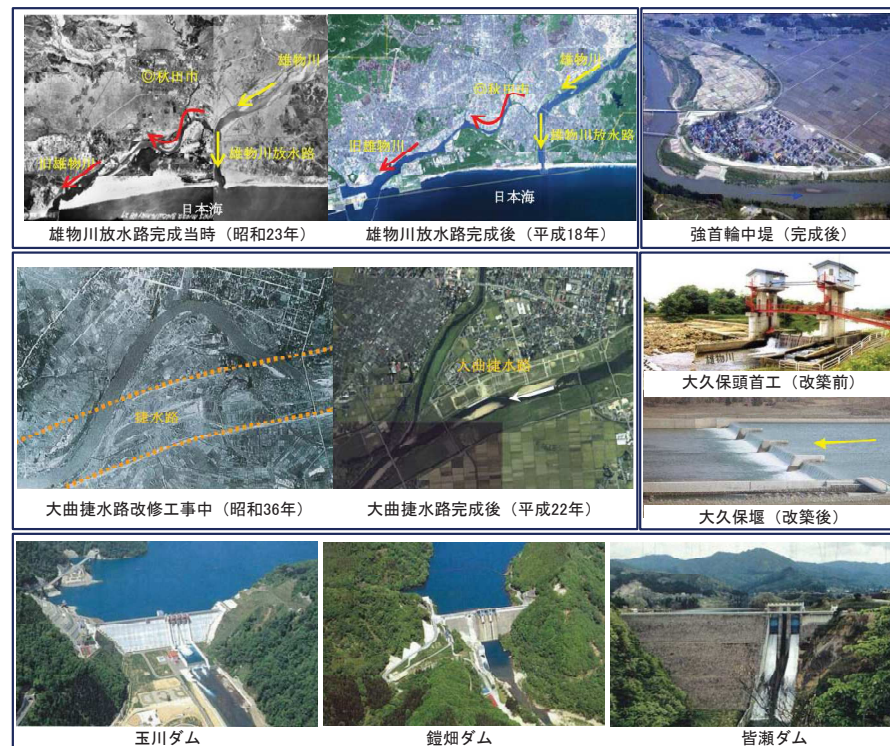 ◎秋田市
雄物川
旧雄物川
雄物川放水路
日本海
雄物川放水路完成当時（昭和23年）
◎秋田市
雄物川
旧雄物川
雄物川放水路
日本海
雄物川放水路完成後（平成18年）
強首輪中堤（完成後）
捷水路
大曲捷水路改修工事中（昭和36年）
大曲捷水路
大曲捷水路完成後（平成22年）
雄物川
大久保頭首工（改築前）
大久保堰（改築後）
玉川ダム
鎧畑ダム
皆瀬ダム